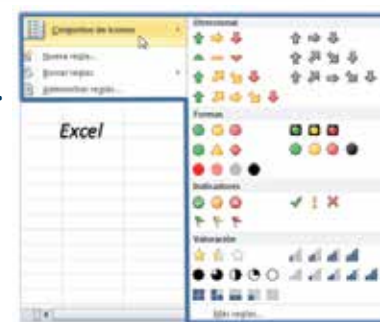 Conjuntos de iconos
Nueva regla...
Borrar reglas
Administrar reglas...
Excel
Direccional
Formas
Indicadores
Valoración
Más reglas...